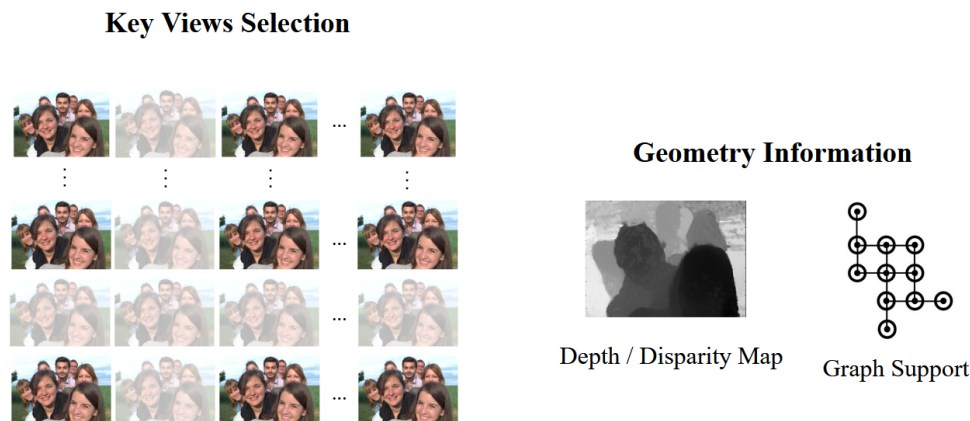 Key Views Selection
...
...
...
...
Geometry Information
Depth / Disparity Map
Graph Support